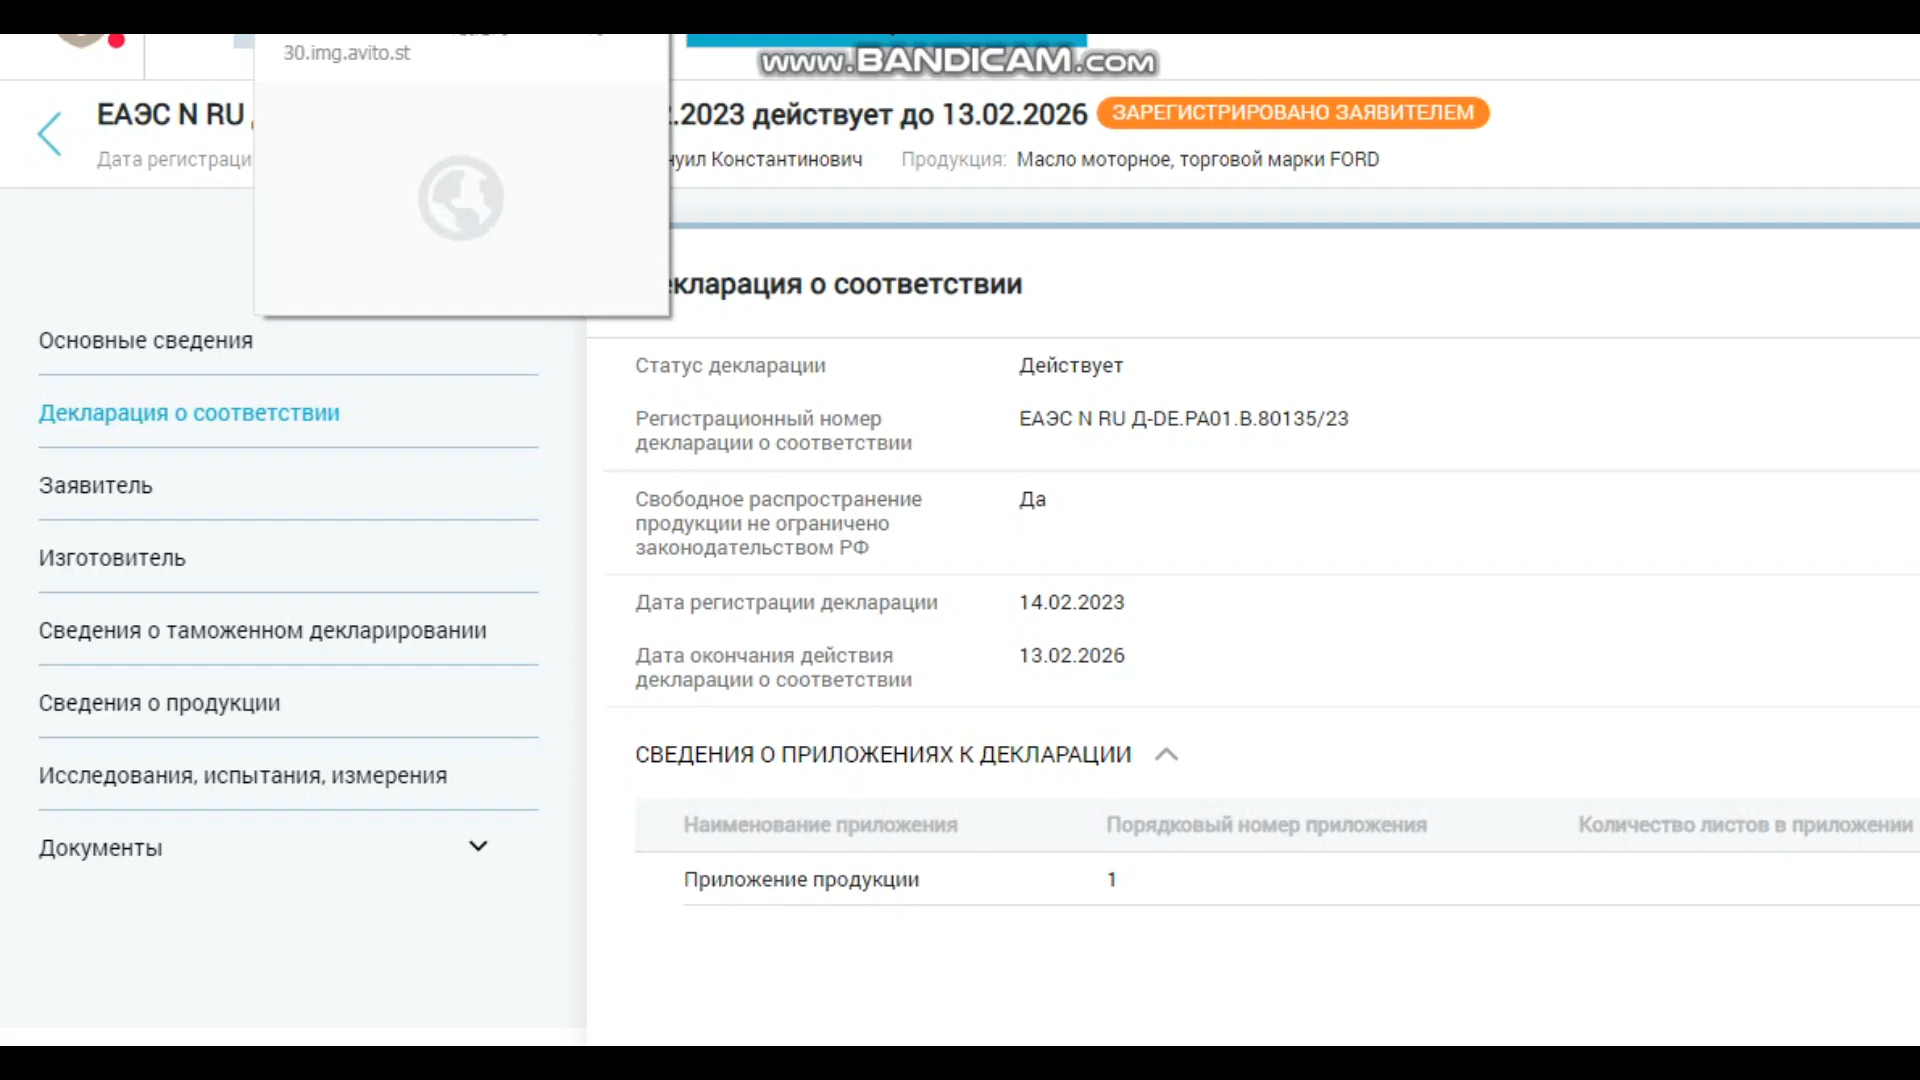 30.img.avito.st
www.BANDICAM.com
ЕАЭС N RU
.2023 действует до 13.02.2026
ЗАРЕГИСТРИРОВАНО ЗАЯВИТЕЛЕМ
Дата регистраци
нуил Константинович
Продукция: Масло моторное, торговой марки FORD
екларация о соответствии
Основные сведения
Декларация о соответствии
Заявитель
Изготовитель
Сведения о таможенном декларировании
Сведения о продукции
Исследования, испытания, измерения
Документы
Статус декларации
Действует
Регистрационный номер
декларации о соответствии
ЕАЭС N RU Д-DE.РА01.В.80135/23
Свободное распространение
продукции не ограничено
законодательством РФ
Да
Дата регистрации декларации
14.02.2023
Дата окончания действия
декларации о соответствии
13.02.2026
СВЕДЕНИЯ О ПРИЛОЖЕНИЯХ К ДЕКЛАРАЦИИ
Наименование приложения
Порядковый номер приложения
Количество листов в приложении
Приложение продукции
1